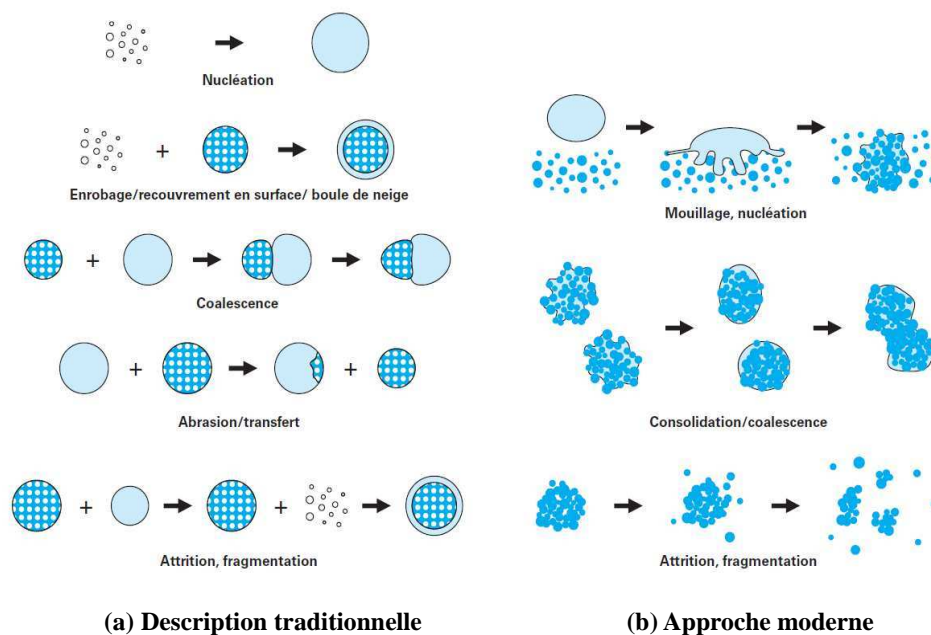 Nucléation
+
Enrobage/recouvrement en surface/ boule de neige
+
Coalescence
+ +
Abrasion/transfert
+ +
Attrition, fragmentation
(a) Description traditionnelle
Mouillage, nucléation
Consolidation/coalescence
Attrition, fragmentation
(b) Approche moderne